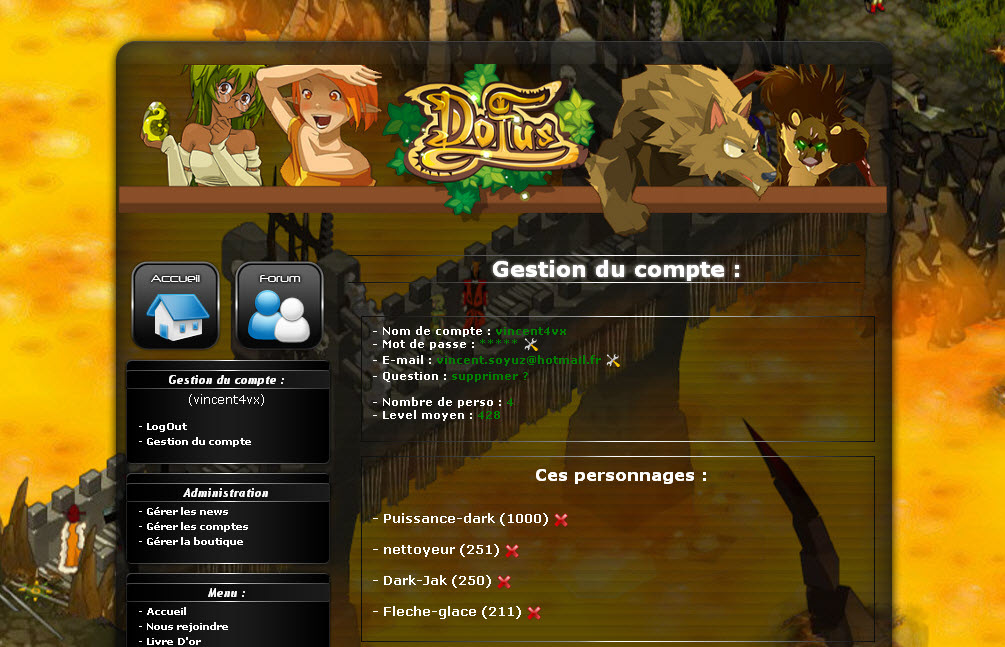 Dofus
Accueil
Forum
Gestion du compte :
- Nom de compte : vincent4vx
- Mot de passe : *****
- E-mail : vincent.soyuz@hotmail.fr
- Question : supprimer ?
- Nombre de perso : 4
- Level moyen : 428
Gestion du compte :
(vincent4vx)
- LogOut
- Gestion du compte
Administration
- Gérer les news
- Gérer les comptes
- Gérer la boutique
Menu :
- Accueil
- Nous rejoindre
- Livre D'or
Ces personnages :
- Puissance-dark (1000)
- nettoyeur (251)
- Dark-Jak (250)
- Fleche-glace (211)